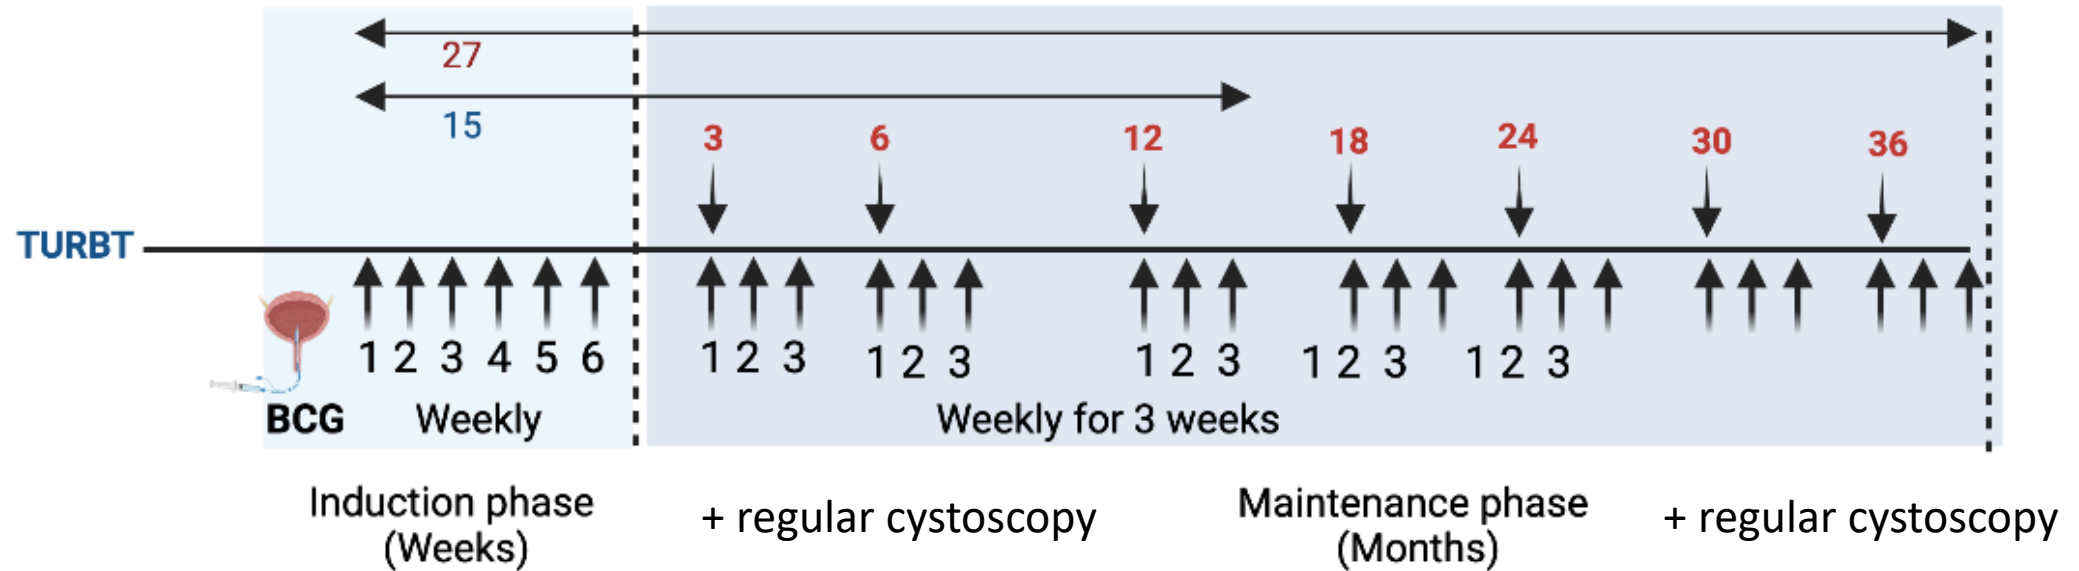 27
15
3 6 12 18 24 30 36
TURBT
1 2 3 4 5 6 1 2 3 1 2 3 1 2 3 1 2 3 1 2 3
BCG Weekly Weekly for 3 weeks
Induction phase
(Weeks)
+ regular cystoscopy
Maintenance phase
(Months)
+ regular cystoscopy